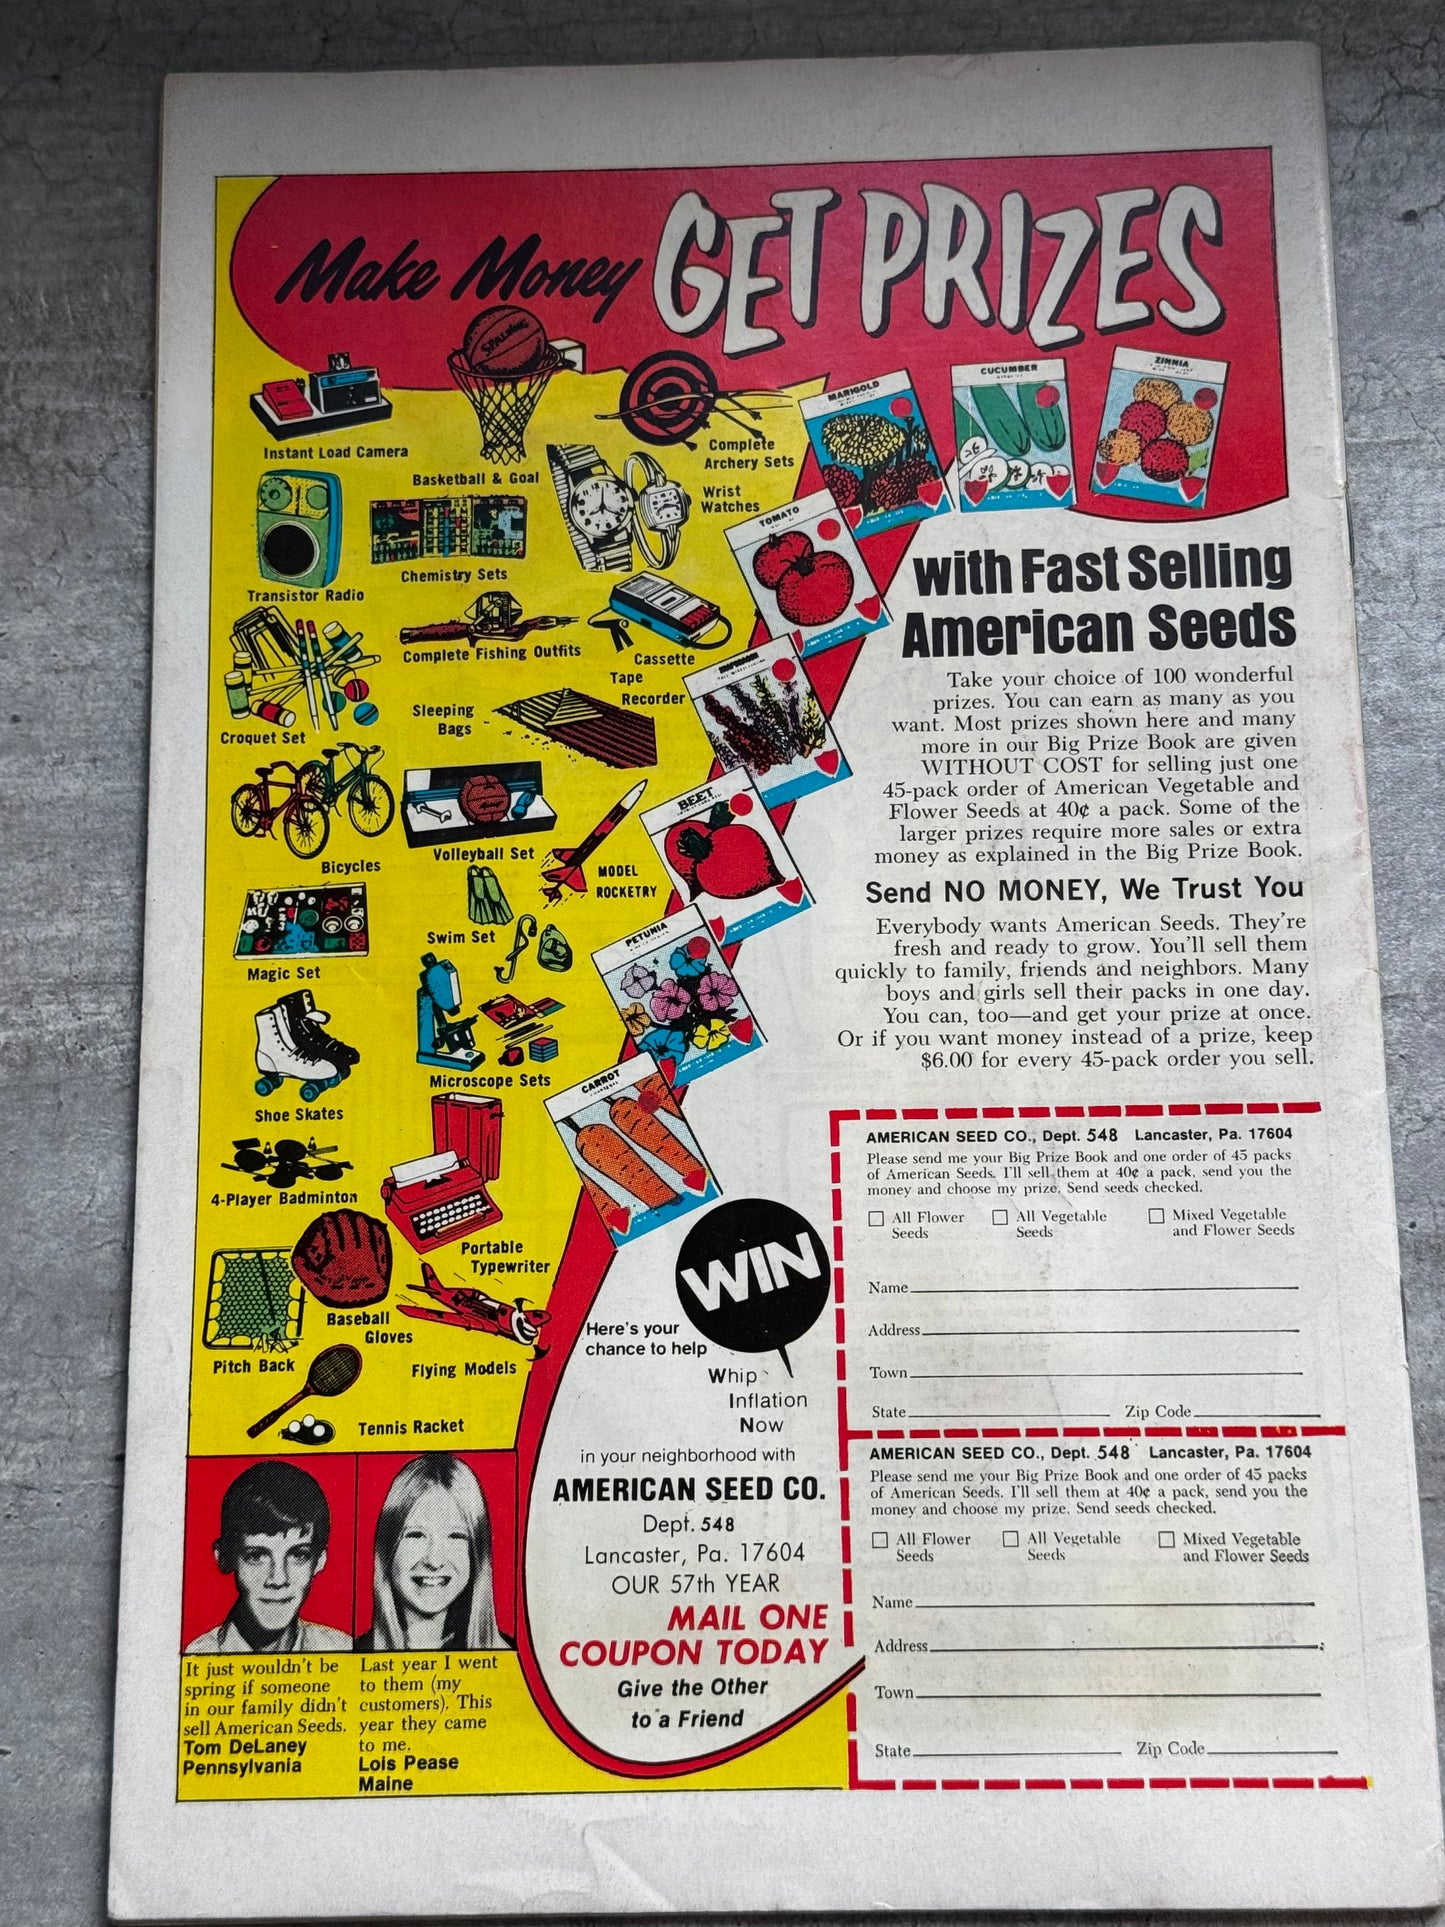 Make Money GET PRIZES
SPALDING
Instant Load Camera
Basketball & Goal
Complete
Archery Sets
Wrist
Watches
Transistor Radio
Chemistry Sets
Complete Fishing Outfits
Cassette
Tape
Recorder
Croquet Set
Sleeping
Bags
Bicycles
Volleyball Set
MODEL
ROCKETRY
Magic Set
Swim Set
Microscope Sets
Shoe Skates
4-Player Badminton
Portable
Typewriter
Baseball
Gloves
Pitch Back
Flying Models
Tennis Racket
MARIGOLD
CUCUMBER
ZINNIA
TOMATO
BEET
PETUNIA
CARROT
with Fast Selling
American Seeds
Take your choice of 100 wonderful
prizes. You can earn as many as you
want. Most prizes shown here and many
more in our Big Prize Book are given
WITHOUT COST for selling just one
45-pack order of American Vegetable and
Flower Seeds at 40¢ a pack. Some of the
larger prizes require more sales or extra
money as explained in the Big Prize Book.
Send NO MONEY, We Trust You
Everybody wants American Seeds. They're
fresh and ready to grow. You'll sell them
quickly to family, friends and neighbors. Many
boys and girls sell their packs in one day.
You can, too—and get your prize at once.
Or if you want money instead of a prize, keep
$6.00 for every 45-pack order you sell.
WIN
Here's your
chance to help
Whip
Inflation
Now
in your neighborhood with
AMERICAN SEED CO.
Dept. 548
Lancaster, Pa. 17604
OUR 57th YEAR
MAIL ONE
COUPON TODAY
Give the Other
to a Friend
It just wouldn't be
spring if someone
in our family didn't
sell American Seeds.
Tom DeLaney
Pennsylvania
Last year I went
to them (my
customers). This
year they came
to me.
Lois Pease
Maine
AMERICAN SEED CO., Dept. 548 Lancaster, Pa. 17604
Please send me your Big Prize Book and one order of 45 packs
of American Seeds. I'll sell them at 40¢ a pack, send you the
money and choose my prize. Send seeds checked.
All Flower
Seeds
All Vegetable
Seeds
Mixed Vegetable
and Flower Seeds
Name
Address
Town
State Zip Code
AMERICAN SEED CO., Dept. 548 Lancaster, Pa. 17604
Please send me your Big Prize Book and one order of 45 packs
of American Seeds. I'll sell them at 40¢ a pack, send you the
money and choose my prize. Send seeds checked.
All Flower
Seeds
All Vegetable
Seeds
Mixed Vegetable
and Flower Seeds
Name
Address
Town
State Zip Code